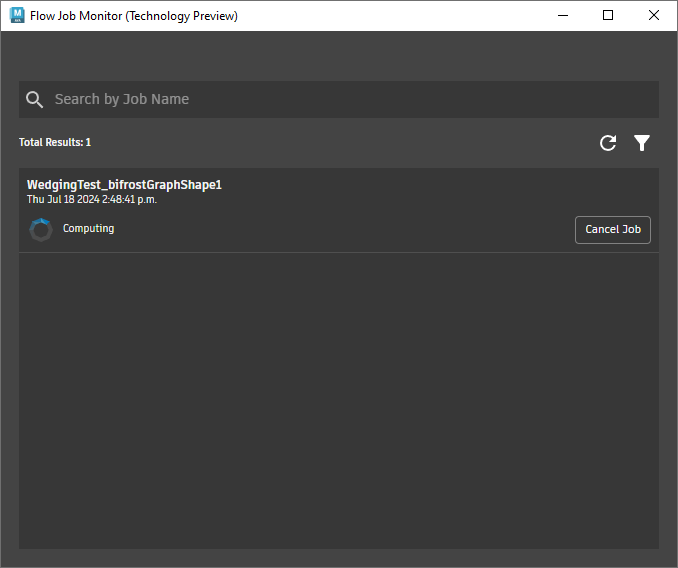 Flow Job Monitor (Technology Preview)
Search by Job Name
Total Results: 1
WedgingTest_bifrostGraphShape1
Thu Jul 18 2024 2:48:41 p.m.
Computing
Cancel Job